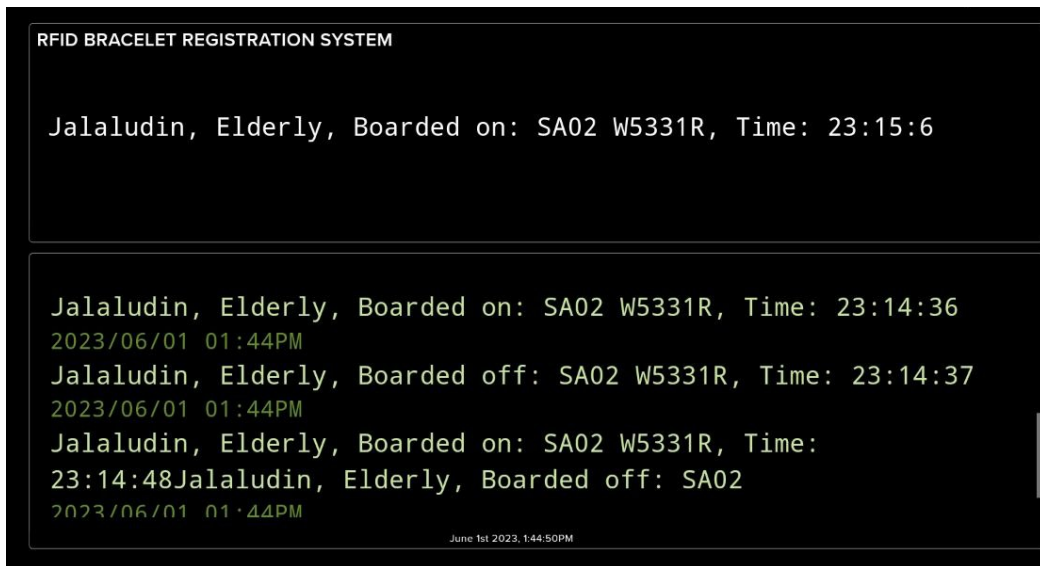 RFID BRACELET REGISTRATION SYSTEM
Jalaludin, Elderly, Boarded on: SA02 W5331R, Time: 23:15:6
Jalaludin, Elderly, Boarded on: SA02 W5331R, Time: 23:14:36
2023/06/01 01:44PM
Jalaludin, Elderly, Boarded off: SA02 W5331R, Time: 23:14:37
2023/06/01 01:44PM
Jalaludin, Elderly, Boarded on: SA02 W5331R, Time:
23:14:48Jalaludin, Elderly, Boarded off: SA02
2023/06/01 01:44PM
June 1st 2023, 1:44:50PM